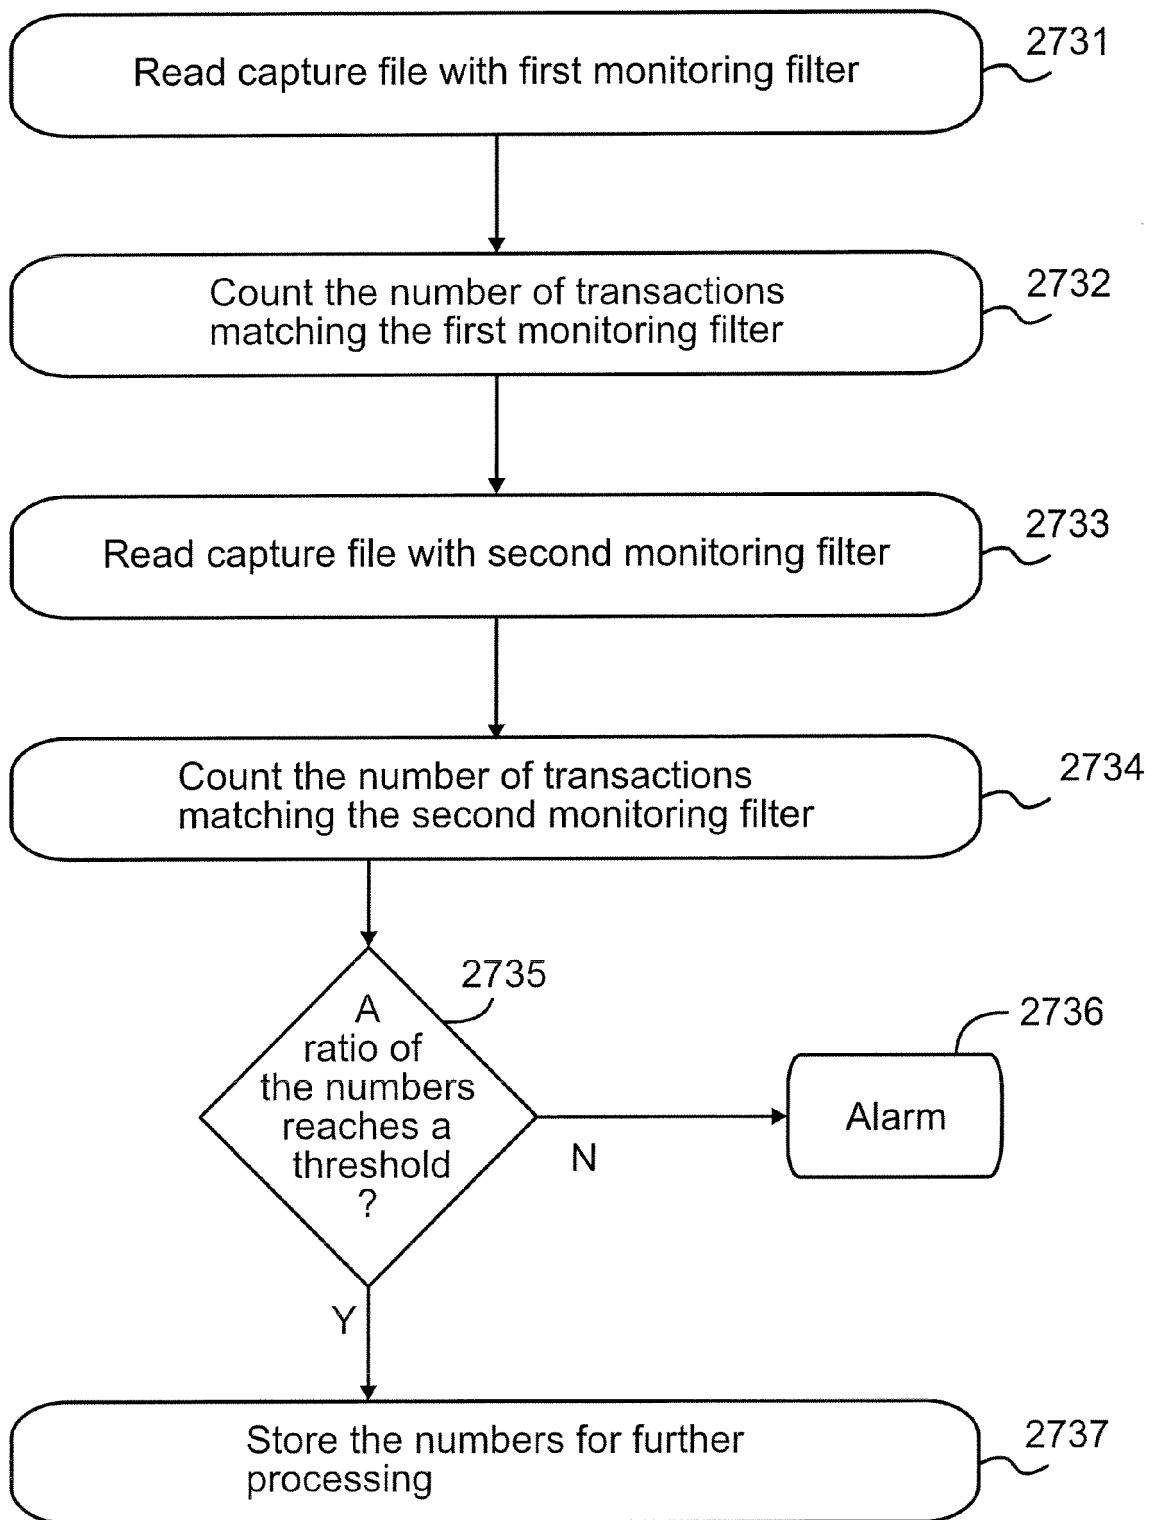 Read capture file with first monitoring filter
2731
Count the number of transactions
matching the first monitoring filter
2732
Read capture file with second monitoring filter
2733
Count the number of transactions
matching the second monitoring filter
2734
A
ratio of
the numbers
reaches a
threshold
?
2735
N
Alarm
2736
Y
Store the numbers for further
processing
2737